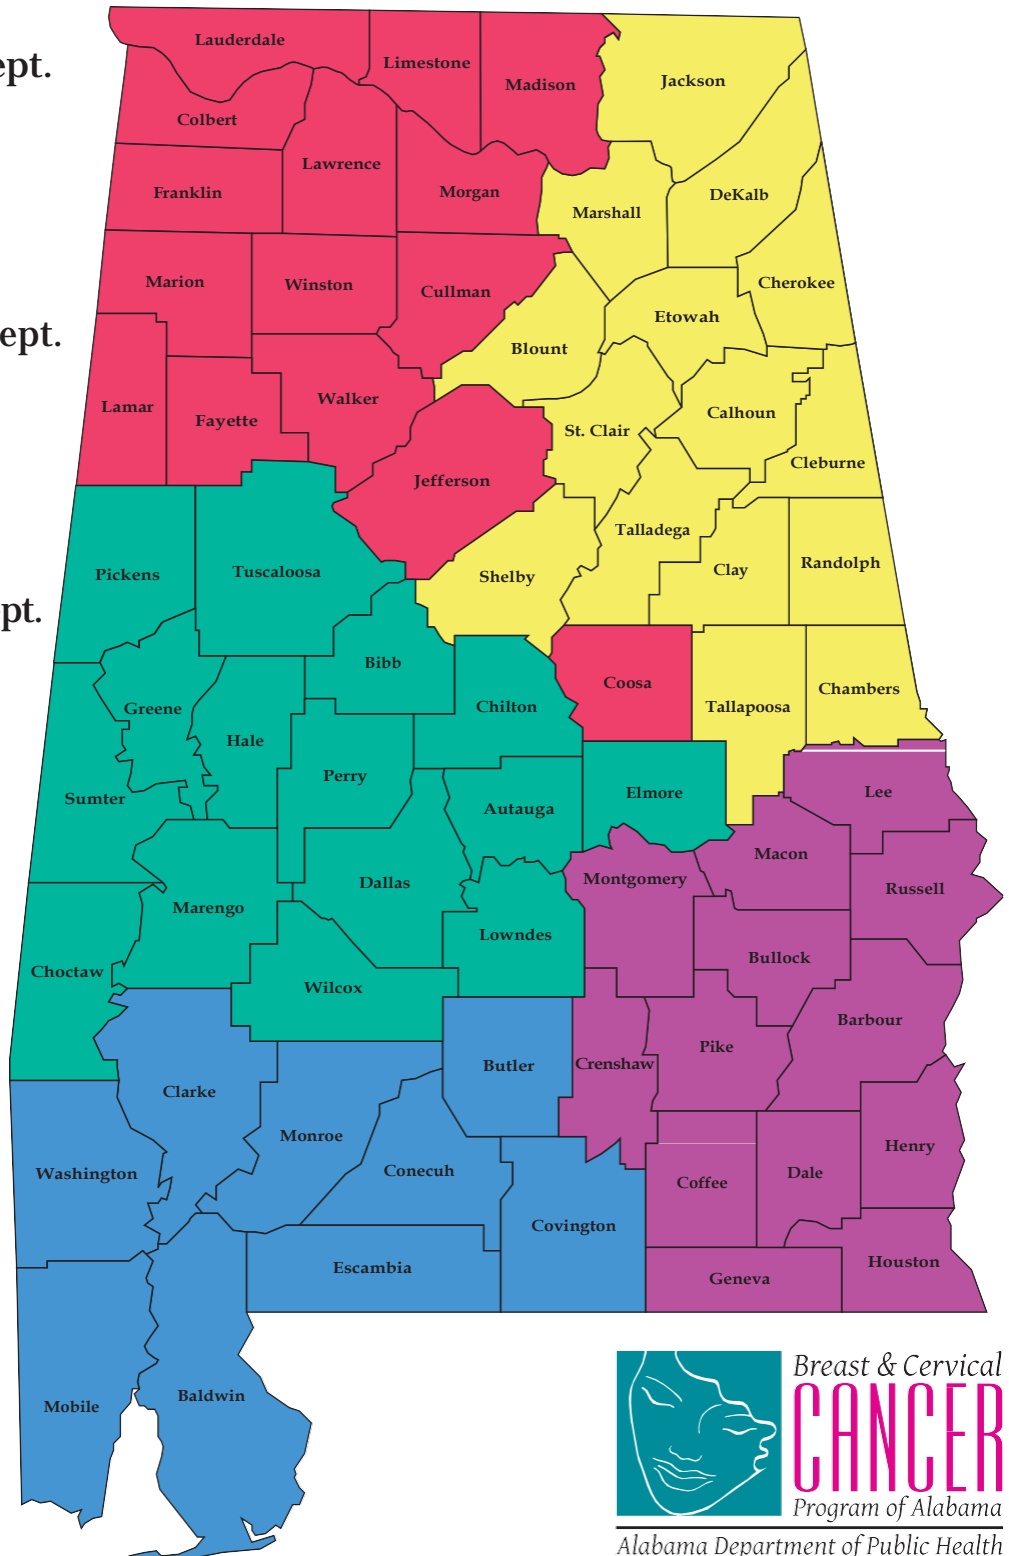 Lauderdale
ept.
Limestone
Jackson
Madison
Colbert
Lawrence
Franklin
Morgan
DeKalb
Marshall
Marion
Winston
Cherokee
Cullman
Etowah
ept.
Blount
Walker
Lamar
Calhoun
Fayette
St. Clair
Cleburne
Jefferson
Talladega
Pickens
Tuscaloosa
Shelby
Clay
Randolph
pt.
Bibb
Coosa
Chambers
Greene
Chilton
Tallapoosa
Hale
Perry
Sumter
Elmore
Lee
Autauga
Macon
Dallas
Montgomery
Russell
Marengo
Lowndes
Choctaw
Wilcox
Bullock
Barbour
Butler
Crenshaw
Pike
Clarke
Monroe
Washington
Conecuh
Henry
Coffee
Dale
Covington
Escambia
Houston
Geneva
Mobile
Baldwin
Breast & Cervical
CANCER
Program of Alabama
Alabama Department of Public Health